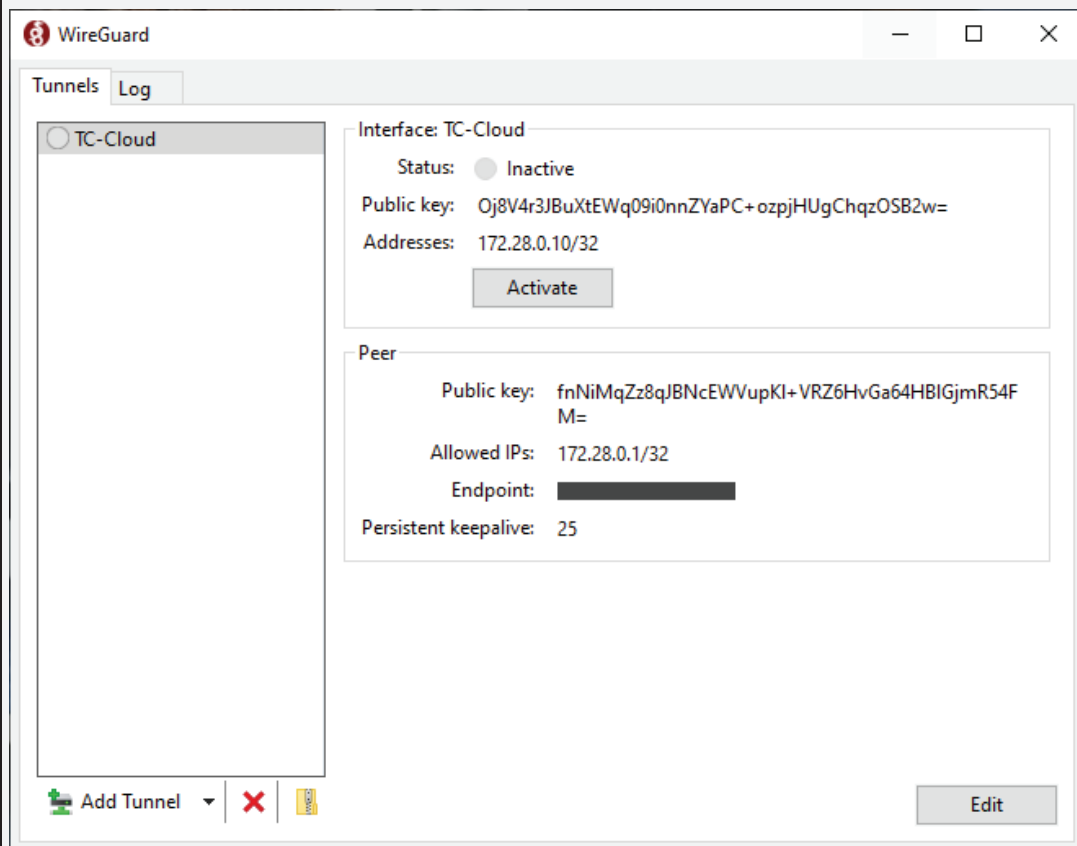 WireGuard
Tunnels
Log
TC-Cloud
Interface: TC-Cloud
Status: Inactive
Public key: Oj8V4r3JBuXtEWq09i0nnZYaPC+ozpjHUgChqzOSB2w=
Addresses: 172.28.0.10/32
Activate
Peer
Public key: fnNiMqZz8qJBNcEWVupKI+VRZ6HvGa64HBIGjmR54F
M=
Allowed IPs: 172.28.0.1/32
Endpoint:
Persistent keepalive: 25
Add Tunnel
Edit